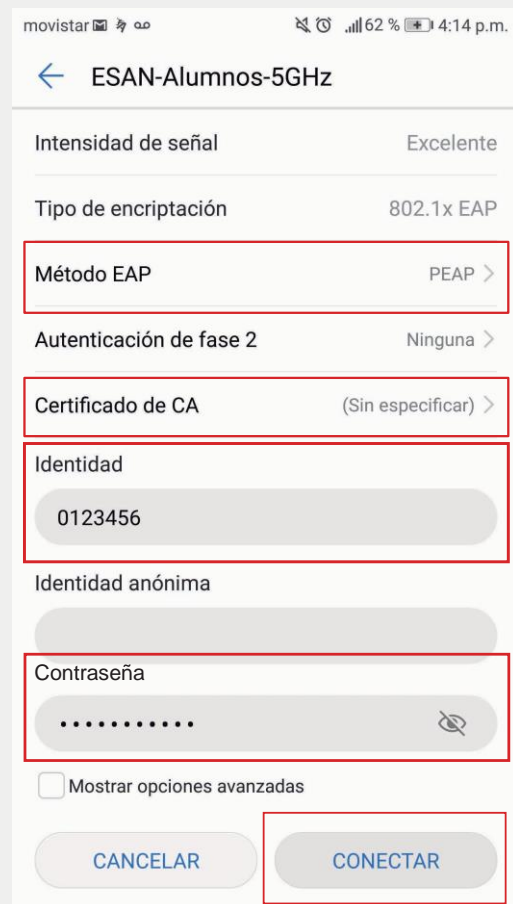 movistar 62 % 4:14 p.m.
ESAN-Alumnos-5GHz
Intensidad de señal Excelente
Tipo de encriptación 802.1x EAP
Método EAP PEAP >
Autenticación de fase 2 Ninguna >
Certificado de CA (Sin especificar) >
Identidad
0123456
Identidad anónima
Contraseña
•••••••••••
Mostrar opciones avanzadas
CANCELAR CONECTAR